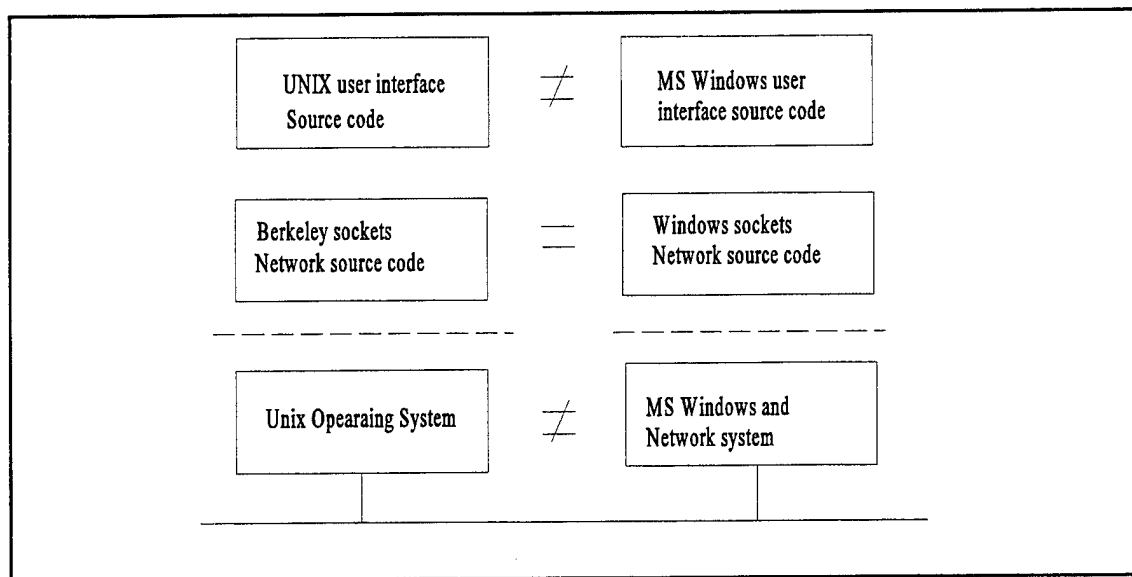 UNIX user interface
Source code
≠
MS Windows user
interface source code
Berkeley sockets
Network source code
=
Windows sockets
Network source code
Unix Opearaing System
≠
MS Windows and
Network system